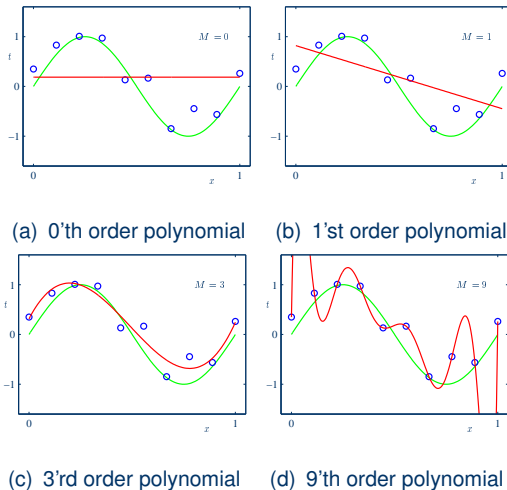 t
M = 0
1
0
−1
0
x
1
(a) 0'th order polynomial
t
M = 1
1
0
−1
0
x
1
(b) 1'st order polynomial
t
M = 3
1
0
−1
0
x
1
(c) 3'rd order polynomial
t
M = 9
1
0
−1
0
x
1
(d) 9'th order polynomial